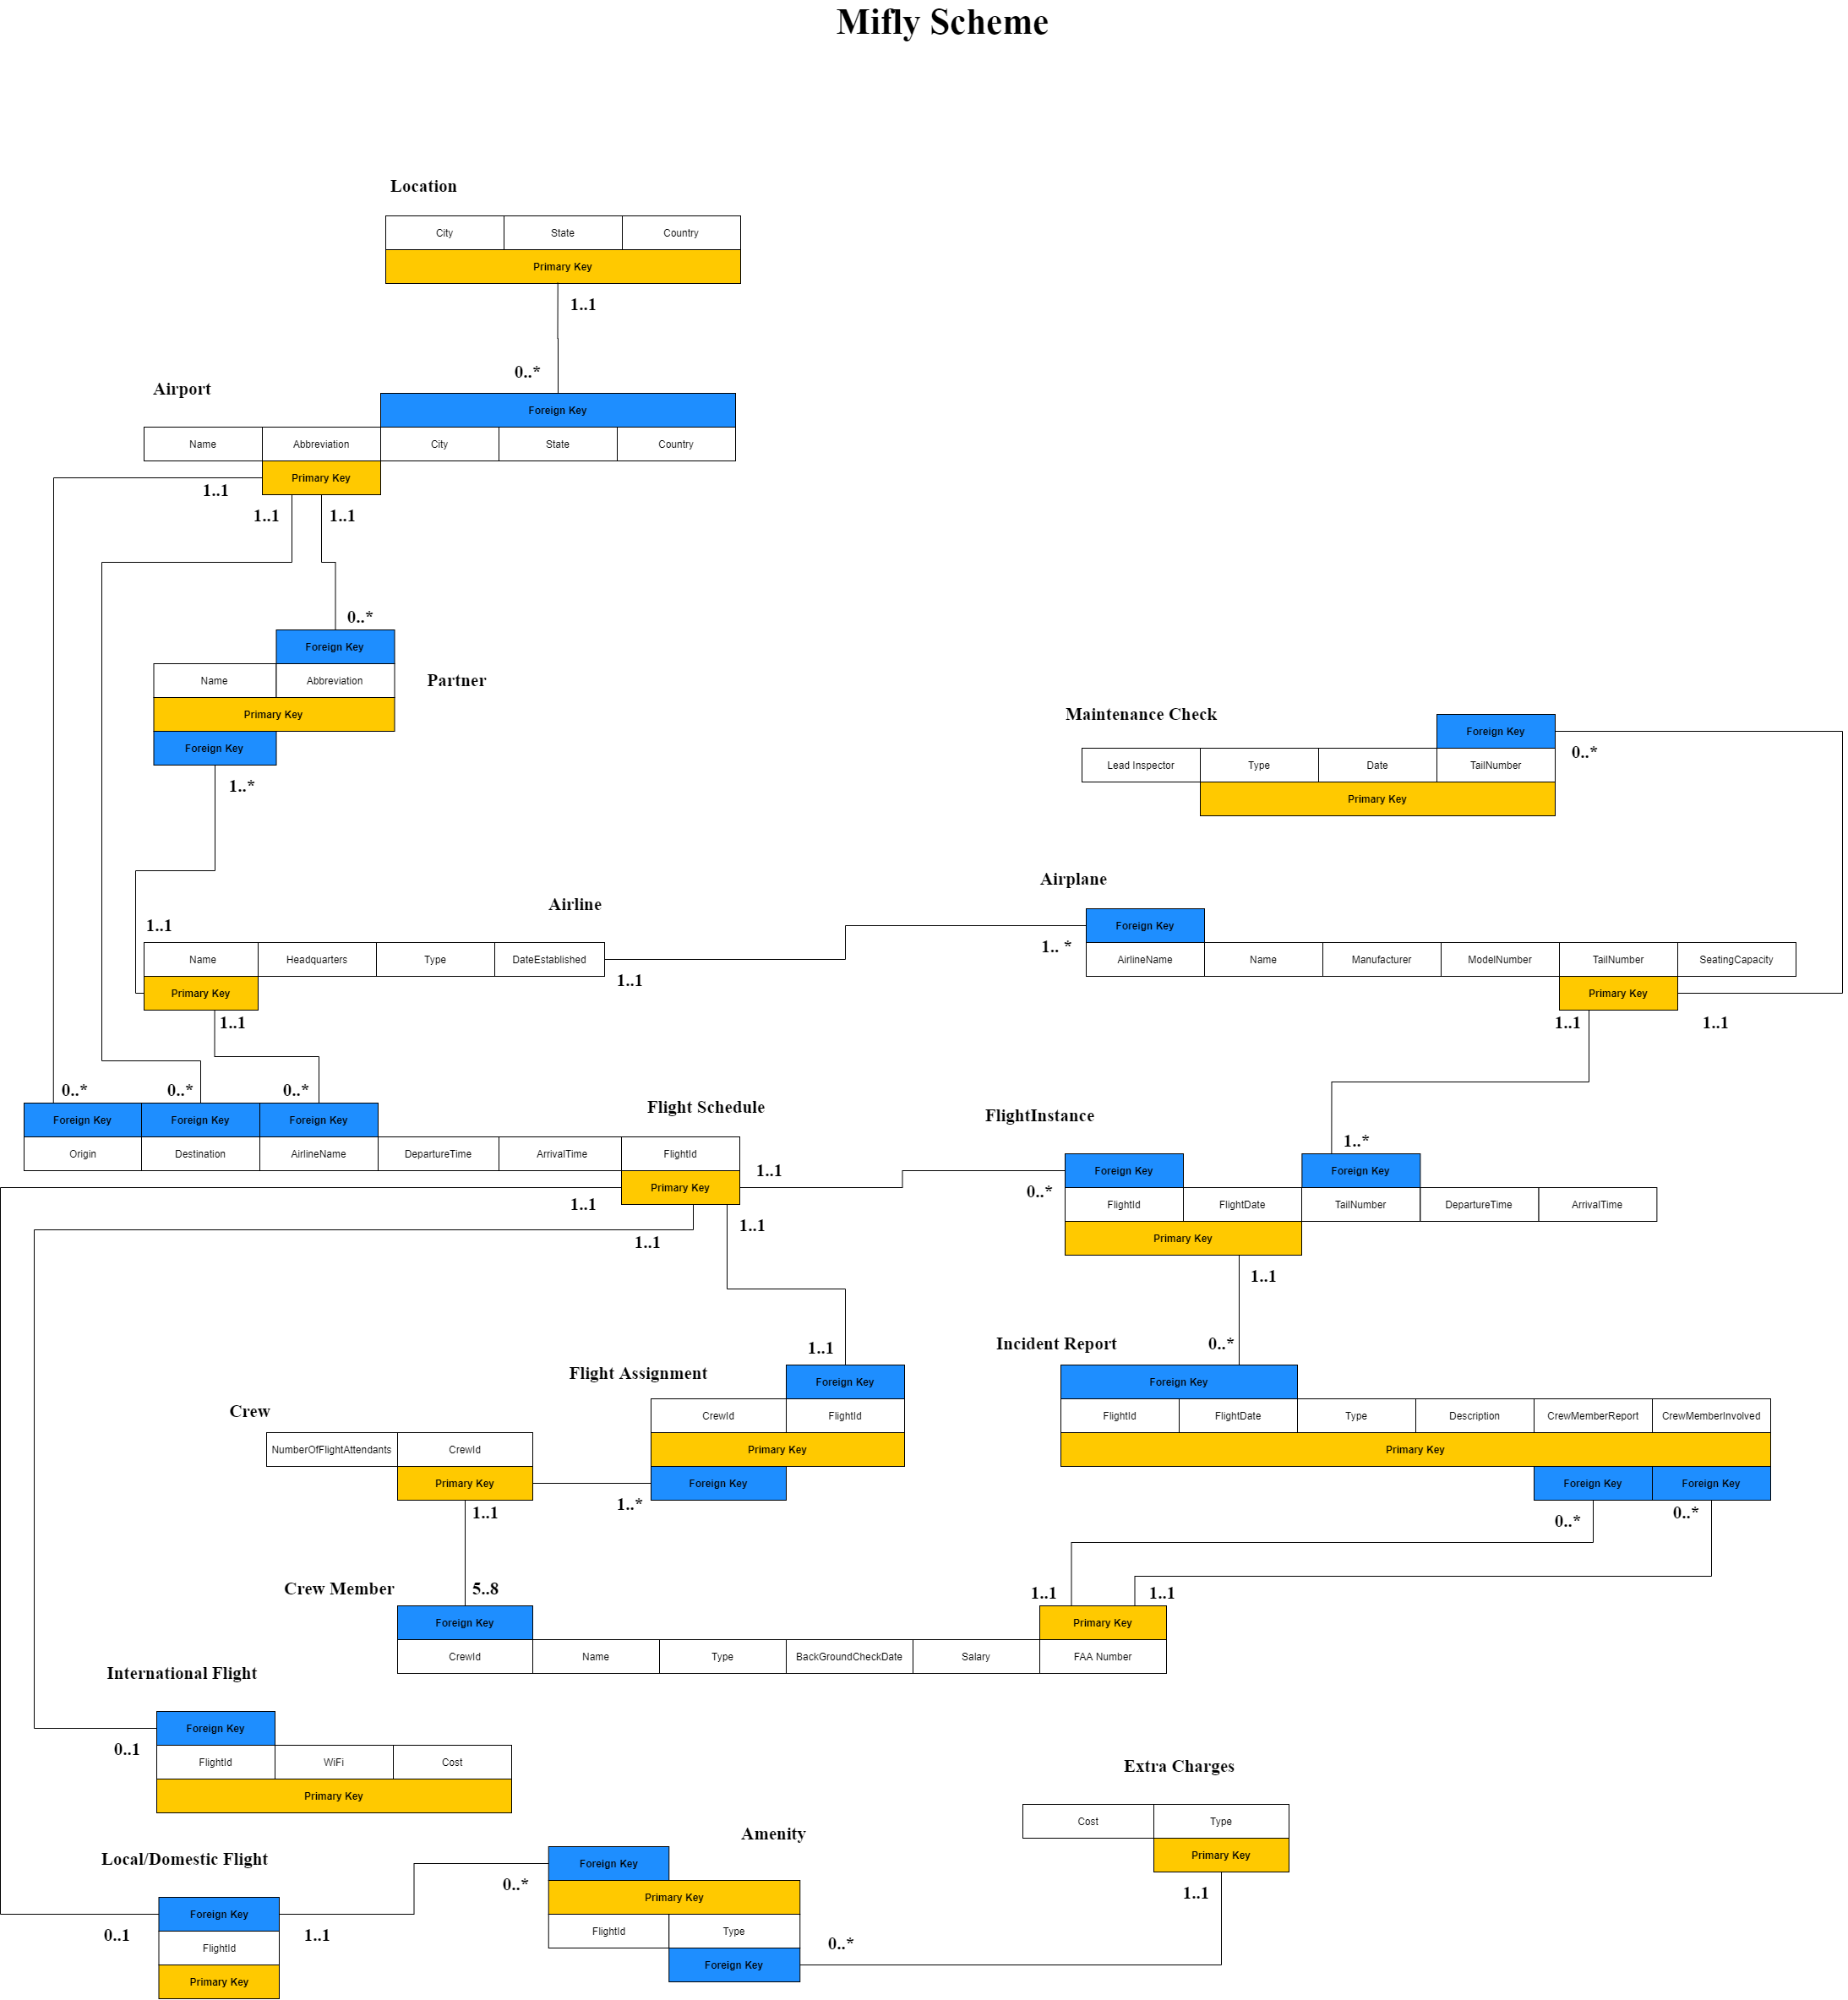 Mifly Scheme
Location
City State Country
Primary Key
1..1
0..*
Airport
Foreign Key
Name Abbreviation City State Country
Primary Key
1..1
1..1 1..1
0..*
Foreign Key
Name Abbreviation
Partner
Primary Key
Foreign Key
1..*
Maintenance Check
Foreign Key
0..*
Lead Inspector Type Date TailNumber
Primary Key
Airline
1..1
Name Headquarters Type DateEstablished
1..1
Primary Key
1..1
Airplane
Foreign Key
1.. *
AirlineName Name Manufacturer ModelNumber TailNumber SeatingCapacity
Primary Key
1..1 1..1
0..* 0..* 0..*
Flight Schedule
Foreign Key Foreign Key Foreign Key
Origin Destination AirlineName DepartureTime ArrivalTime FlightId
1..1
Primary Key
1..1
1..1 1..1
FlightInstance
1..*
Foreign Key Foreign Key
0..*
FlightId FlightDate TailNumber DepartureTime ArrivalTime
Primary Key
1..1
1..1
Flight Assignment
Foreign Key
CrewId FlightId
Primary Key
Foreign Key
1..*
Incident Report
0..*
Foreign Key
FlightId FlightDate Type Description CrewMemberReport CrewMemberInvolved
Primary Key
Foreign Key Foreign Key
0..* 0..*
Crew
NumberOfFlightAttendants CrewId
Primary Key
1..1
Crew Member
5..8
1..1 1..1
Foreign Key Primary Key
CrewId Name Type BackGroundCheckDate Salary FAA Number
International Flight
Foreign Key
0..1
FlightId WiFi Cost
Primary Key
Extra Charges
Cost Type
Primary Key
1..1
Amenity
Foreign Key
0..*
Primary Key
FlightId Type
0..*
Foreign Key
Local/Domestic Flight
Foreign Key
0..1 1..1
FlightId
Primary Key